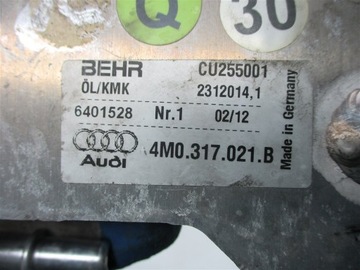 Q 30
BEHR CU255001
ÖL/KMK 2312014,1
6401528 Nr.1 02/12
Audi 4M0.317.021.B
Made in Germany